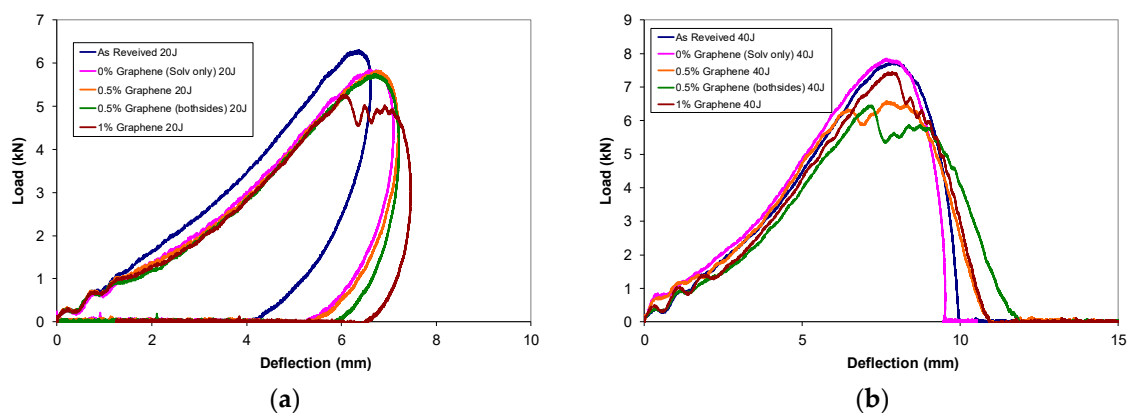 7
6
5
4
3
2
1
0
Load (kN)
As Reveived 20J
0% Graphene (Solv only) 20J
0.5% Graphene 20J
0.5% Graphene (bothsides) 20J
1% Graphene 20J
0 2 4 6 8 10
Deflection (mm)
(a)
9
8
7
6
5
4
3
2
1
0
Load (kN)
As Reveived 40J
0% Graphene (Solv only) 40J
0.5% Graphene 40J
0.5% Graphene (bothsides) 40J
1% Graphene 40J
0 5 10 15
Deflection (mm)
(b)